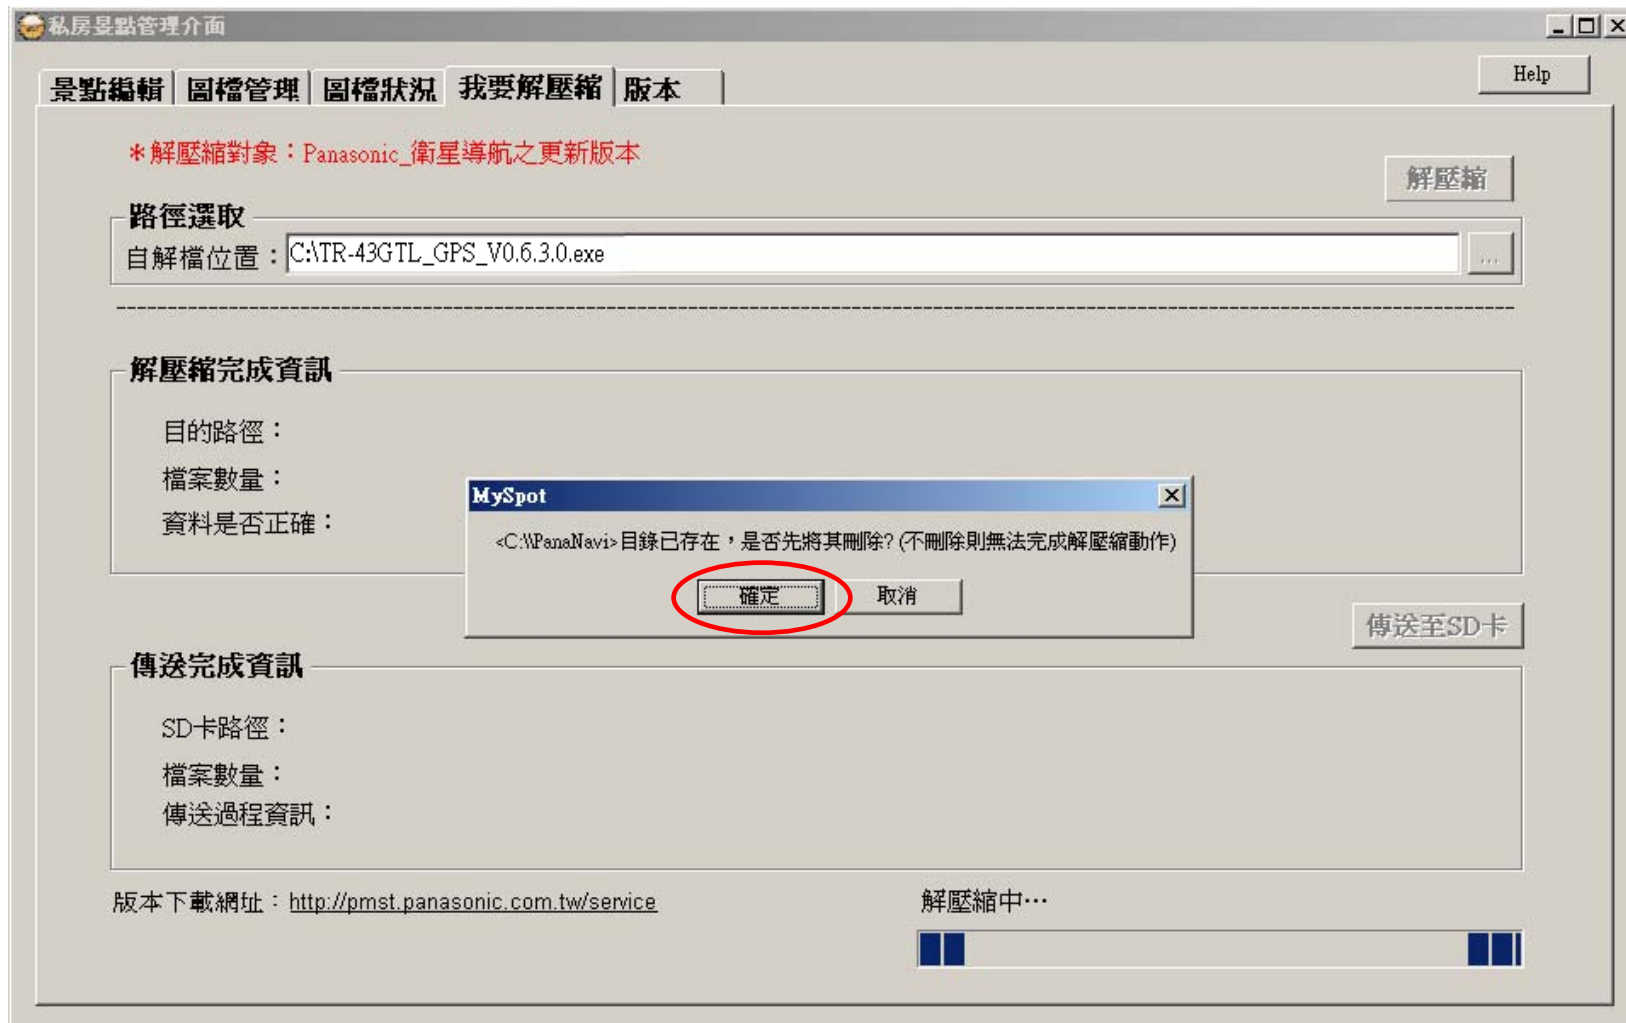 私房景點管理介面
Help
景點編輯 圖檔管理 圖檔狀況 我要解壓縮 版本
*解壓縮對象：Panasonic_衛星導航之更新版本
解壓縮
路徑選取
自解檔位置：C:\TR-43GTL_GPS_V0.6.3.0.exe ...
解壓縮完成資訊
目的路徑：
檔案數量：
資料是否正確：
MySpot
<C:\\PanaNavi>目錄已存在，是否先將其刪除? (不刪除則無法完成解壓縮動作)
確定 取消
傳送至SD卡
傳送完成資訊
SD卡路徑：
檔案數量：
傳送過程資訊：
版本下載網址：http://pmst.panasonic.com.tw/service
解壓縮中…